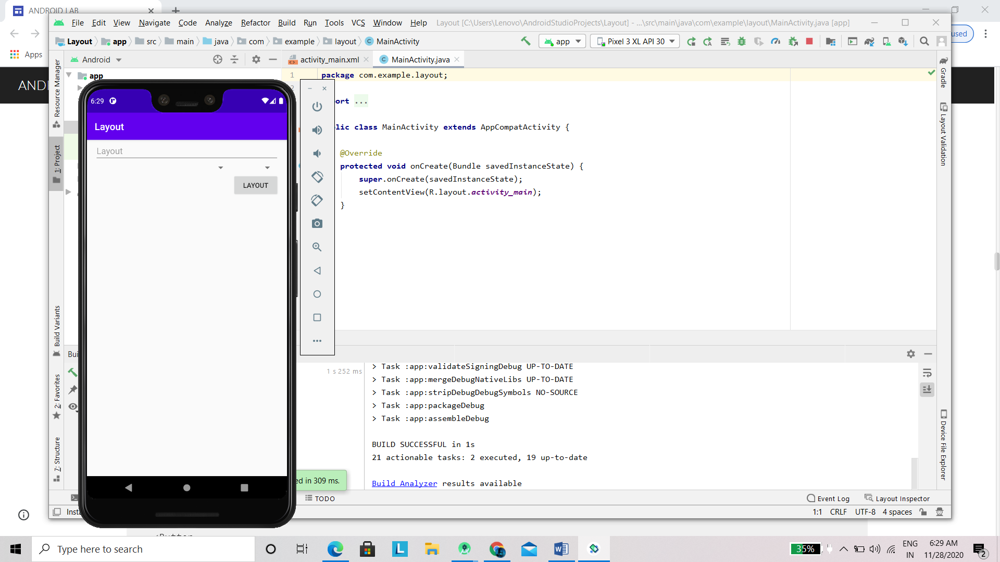 ANDROID LAB
File Edit View Navigate Code Analyze Refactor Build Run Tools VCS Window Help Layout [C:\Users\Lenovo\AndroidStudioProjects\Layout] - ...\src\main\java\com\example\layout\MainActivity.java [app]
used
Layout app src main java com example layout MainActivity app Pixel 3 XL API 30
Apps
Android activity_main.xml MainActivity.java
Resource Manager
1: Project
Build Variants
2: Favorites
7: Structure
app
ANDI
6:29
Layout
Layout
LAYOUT
1 package com.example.layout;
2
ort ...
lic class MainActivity extends AppCompatActivity {
@Override
protected void onCreate(Bundle savedInstanceState) {
super.onCreate(savedInstanceState);
setContentView(R.layout.activity_main);
}
Gradle
Layout Validation
Device File Explorer
Bui
1 s 252 ms
> Task :app:validateSigningDebug UP-TO-DATE
> Task :app:mergeDebugNativeLibs UP-TO-DATE
> Task :app:stripDebugDebugSymbols NO-SOURCE
> Task :app:packageDebug
> Task :app:assembleDebug
BUILD SUCCESSFUL in 1s
21 actionable tasks: 2 executed, 19 up-to-date
Build Analyzer results available
ed in 309 ms.
TODO Event Log Layout Inspector
Insta 1:1 CRLF UTF-8 4 spaces
Type here to search
35%
ENG
IN
6:29 AM
11/28/2020
2